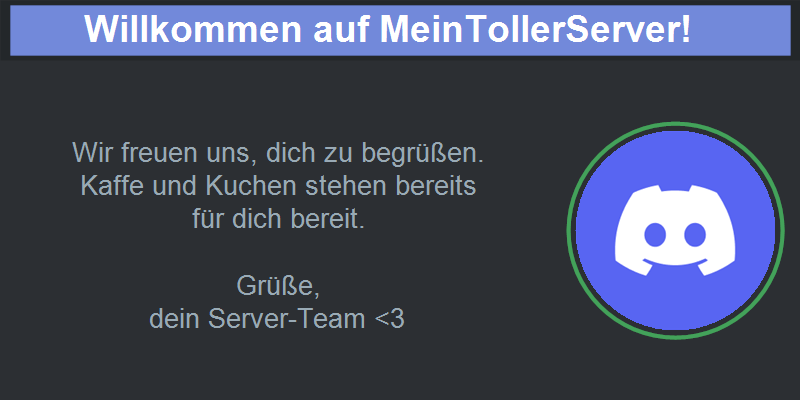 Willkommen auf MeinTollerServer!
Wir freuen uns, dich zu begrüßen.
Kaffe und Kuchen stehen bereits
für dich bereit.
Grüße,
dein Server-Team <3